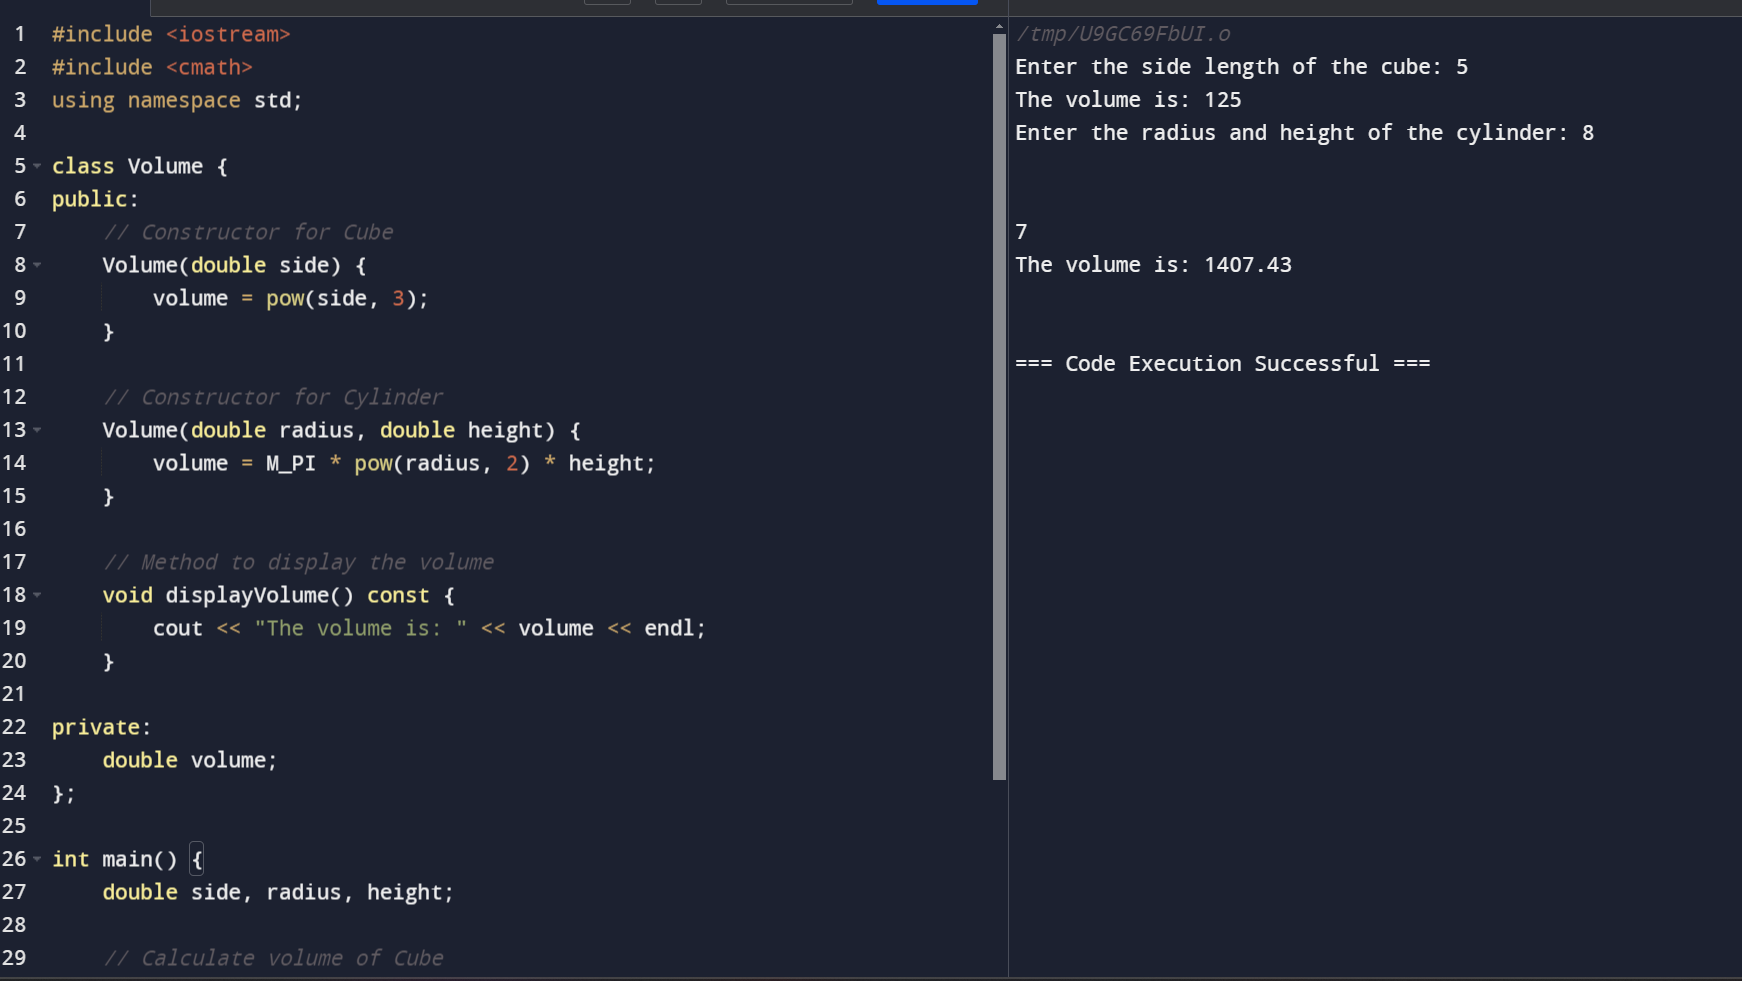 1 #include <iostream>
2 #include <cmath>
3 using namespace std;
4
5 class Volume {
6 public:
7 // Constructor for Cube
8 Volume(double side) {
9 volume = pow(side, 3);
10 }
11
12 // Constructor for Cylinder
13 Volume(double radius, double height) {
14 volume = M_PI * pow(radius, 2) * height;
15 }
16
17 // Method to display the volume
18 void displayVolume() const {
19 cout << "The volume is: " << volume << endl;
20 }
21
22 private:
23 double volume;
24 };
25
26 int main() {
27 double side, radius, height;
28
29 // Calculate volume of Cube
/tmp/U9GC69FbUI.o
Enter the side length of the cube: 5
The volume is: 125
Enter the radius and height of the cylinder: 8
7
The volume is: 1407.43
=== Code Execution Successful ===